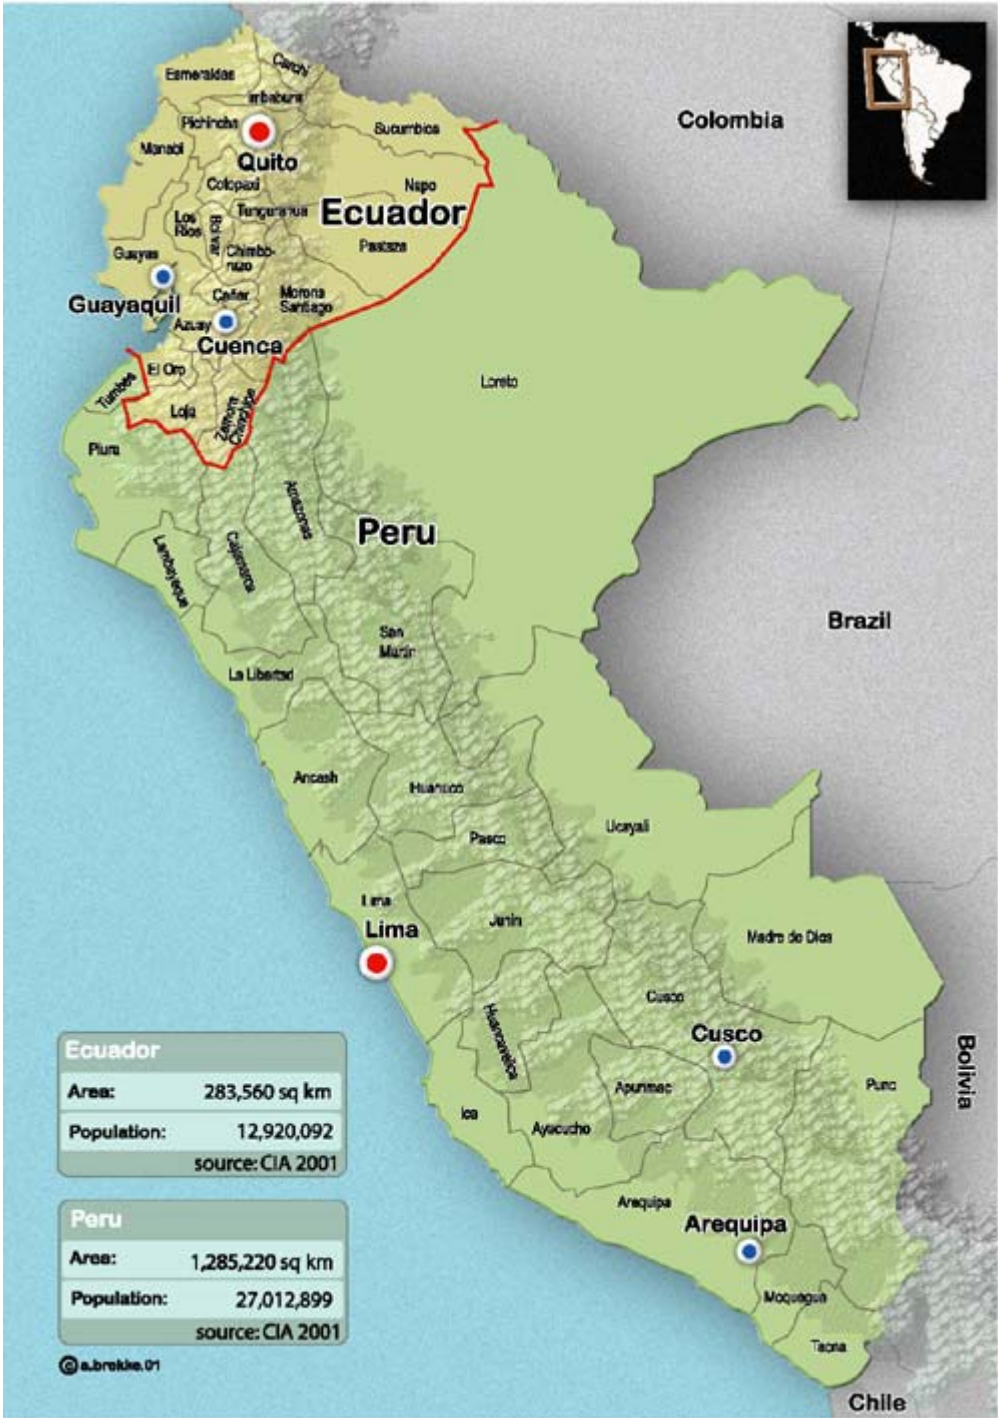 Carchi
Esmeraldas
Imbabura
Pichincha
Sucumbios
Colombia
Manabi
Quito
Napo
Ecuador
Los
Rios
Bolivar
Chimbo-
razo
Pastaza
Guayas
Cañar
Morona
Santiago
Guayaquil
Azuay
Cuenca
El Oro
Tumbes
Loja
Zamora
Chinchipe
Loreto
Piura
Amazonas
Peru
Lambayeque
Cajamarca
Brazil
San
Martin
La Libertad
Ancash
Huanuco
Pasco
Ucayali
Lima
Lima
Junin
Madre de Dios
Cusco
Cusco
Huancavelica
Bolivia
Apurimac
Puno
Ica
Ayacucho
Arequipa
Arequipa
Moquegua
Tacna
Chile
Ecuador
Area: 283,560 sq km
Population: 12,920,092
source: CIA 2001
Peru
Area: 1,285,220 sq km
Population: 27,012,899
source: CIA 2001
© a.brekke.01